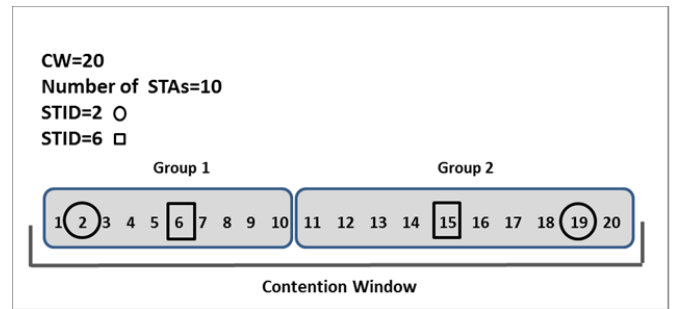 CW=20
Number of STAs=10
STID=2
STID=6
Group 1 Group 2
1 2 3 4 5 6 7 8 9 10 11 12 13 14 15 16 17 18 19 20
Contention Window